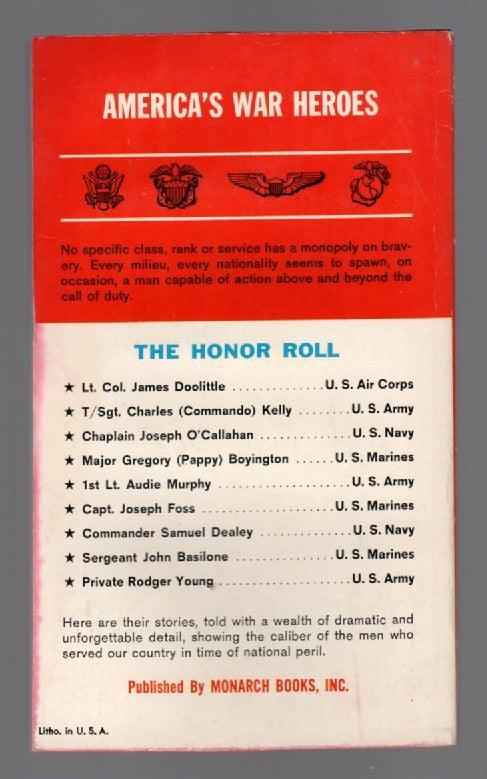 AMERICA'S WAR HEROES
No specific class, rank or service has a monopoly on brav-
ery. Every milieu, every nationality seems to spawn, on
occasion, a man capable of action above and beyond the
call of duty.
THE HONOR ROLL
★ Lt. Col. James Doolittle .............U. S. Air Corps
★ T/Sgt. Charles (Commando) Kelly ........U. S. Army
★ Chaplain Joseph O'Callahan .............U. S. Navy
★ Major Gregory (Pappy) Boyington ......U. S. Marines
★ 1st Lt. Audie Murphy ...................U. S. Army
★ Capt. Joseph Foss ....................U. S. Marines
★ Commander Samuel Dealey ..............U. S. Navy
★ Sergeant John Basilone ...............U. S. Marines
★ Private Rodger Young ...................U. S. Army
Here are their stories, told with a wealth of dramatic and
unforgettable detail, showing the caliber of the men who
served our country in time of national peril.
Published By MONARCH BOOKS, INC.
Litho. in U. S. A.